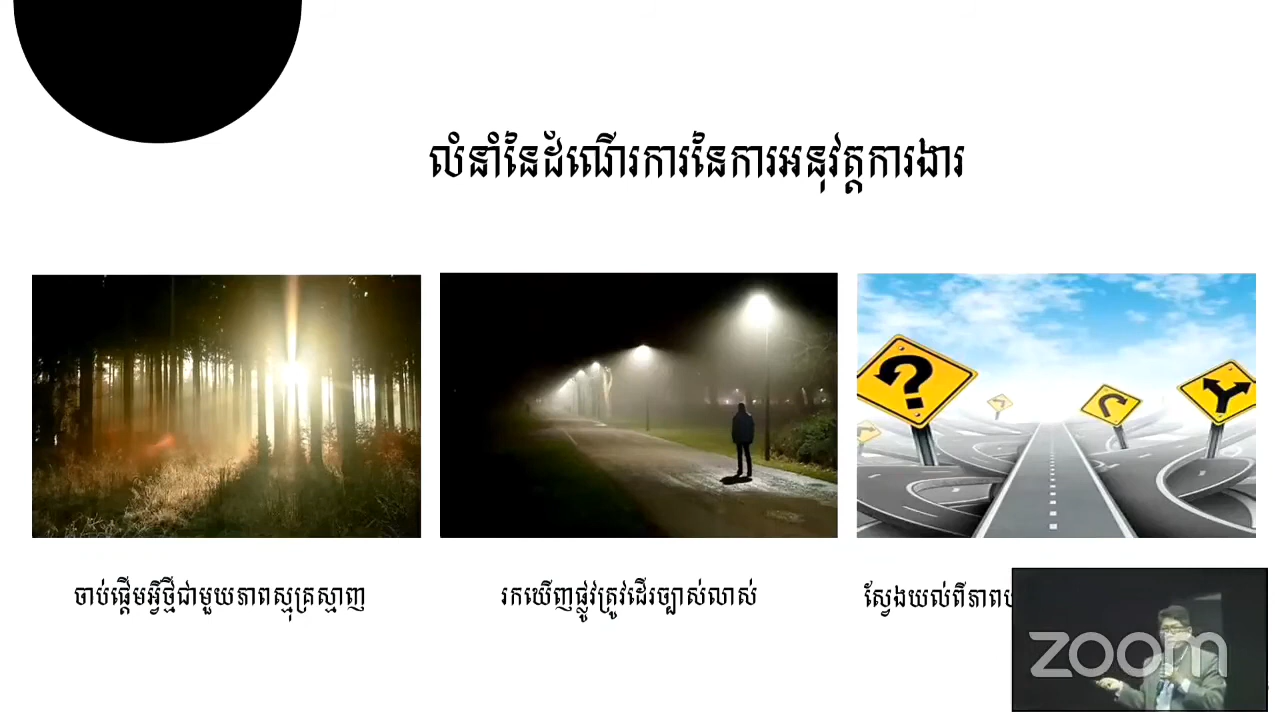 លំនាំនៃដំណើរការនៃការអនុវត្តការងារ
ចាប់ផ្ដើមអ្វីថ្មីជាមួយភាពស្មុគ្រស្មាញ
រកឃើញផ្លូវត្រូវដើរច្បាស់លាស់
ស្វែងយល់ពីភាព
zoom